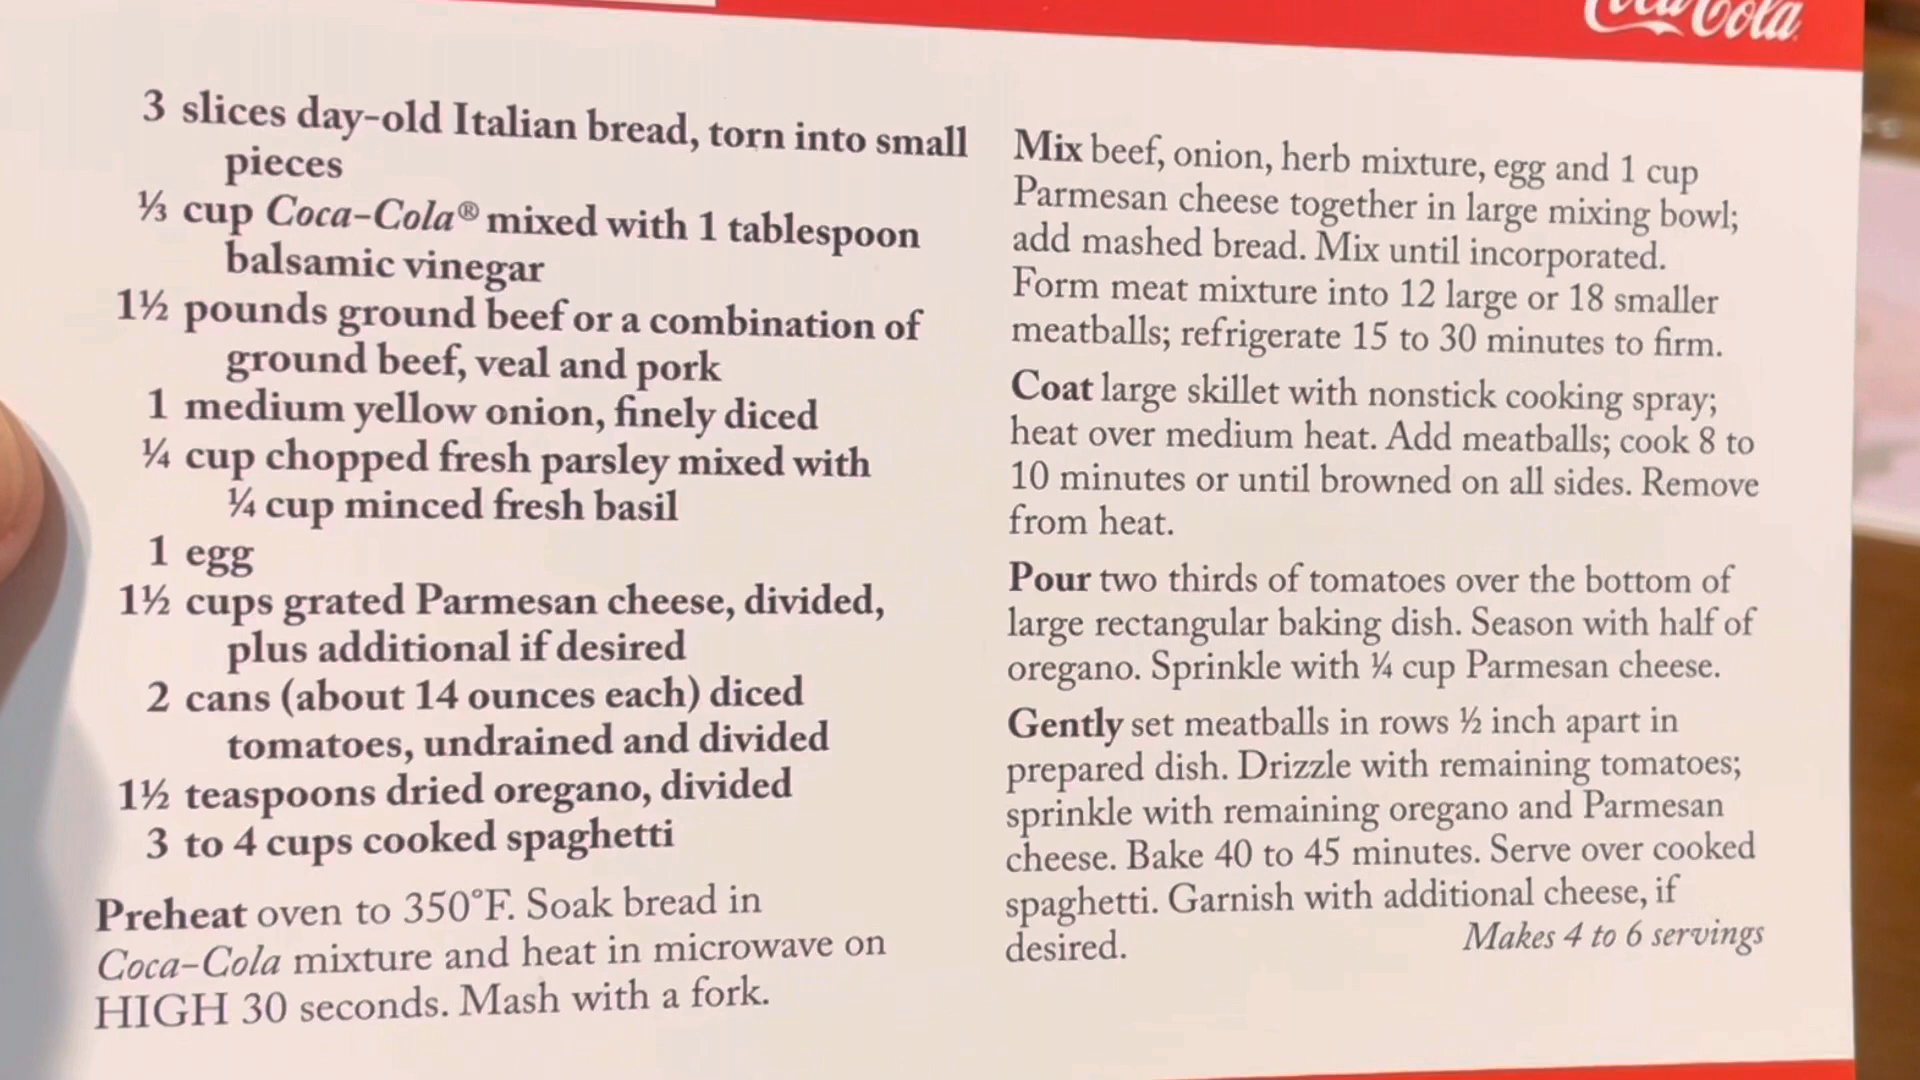 Coca-Cola
3 slices day-old Italian bread, torn into small
pieces
⅓ cup Coca-Cola® mixed with 1 tablespoon
balsamic vinegar
1½ pounds ground beef or a combination of
ground beef, veal and pork
1 medium yellow onion, finely diced
¼ cup chopped fresh parsley mixed with
¼ cup minced fresh basil
1 egg
1½ cups grated Parmesan cheese, divided,
plus additional if desired
2 cans (about 14 ounces each) diced
tomatoes, undrained and divided
1½ teaspoons dried oregano, divided
3 to 4 cups cooked spaghetti
Preheat oven to 350°F. Soak bread in
Coca-Cola mixture and heat in microwave on
HIGH 30 seconds. Mash with a fork.
Mix beef, onion, herb mixture, egg and 1 cup
Parmesan cheese together in large mixing bowl;
add mashed bread. Mix until incorporated.
Form meat mixture into 12 large or 18 smaller
meatballs; refrigerate 15 to 30 minutes to firm.
Coat large skillet with nonstick cooking spray;
heat over medium heat. Add meatballs; cook 8 to
10 minutes or until browned on all sides. Remove
from heat.
Pour two thirds of tomatoes over the bottom of
large rectangular baking dish. Season with half of
oregano. Sprinkle with ¼ cup Parmesan cheese.
Gently set meatballs in rows ½ inch apart in
prepared dish. Drizzle with remaining tomatoes;
sprinkle with remaining oregano and Parmesan
cheese. Bake 40 to 45 minutes. Serve over cooked
spaghetti. Garnish with additional cheese, if
desired.
Makes 4 to 6 servings